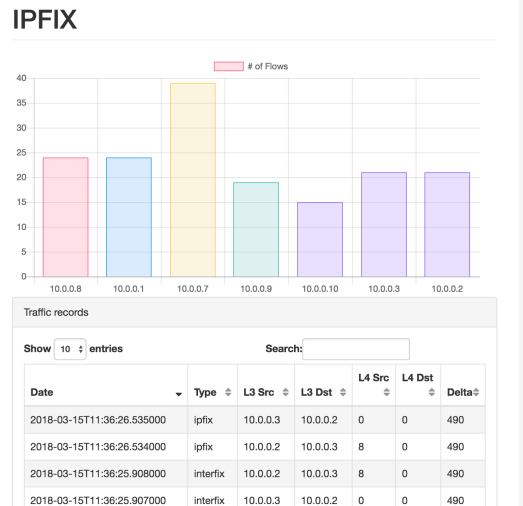 IPFIX
# of Flows
40
35
30
25
20
15
10
5
0
10.0.0.8 10.0.0.1 10.0.0.7 10.0.0.9 10.0.0.10 10.0.0.3 10.0.0.2
Traffic records
Show 10 entries Search:
Date Type L3 Src L3 Dst L4 Src L4 Dst Delta
2018-03-15T11:36:26.535000 ipfix 10.0.0.3 10.0.0.2 0 0 490
2018-03-15T11:36:26.534000 ipfix 10.0.0.2 10.0.0.3 8 0 490
2018-03-15T11:36:25.908000 interfix 10.0.0.2 10.0.0.3 8 0 490
2018-03-15T11:36:25.907000 interfix 10.0.0.3 10.0.0.2 0 0 490